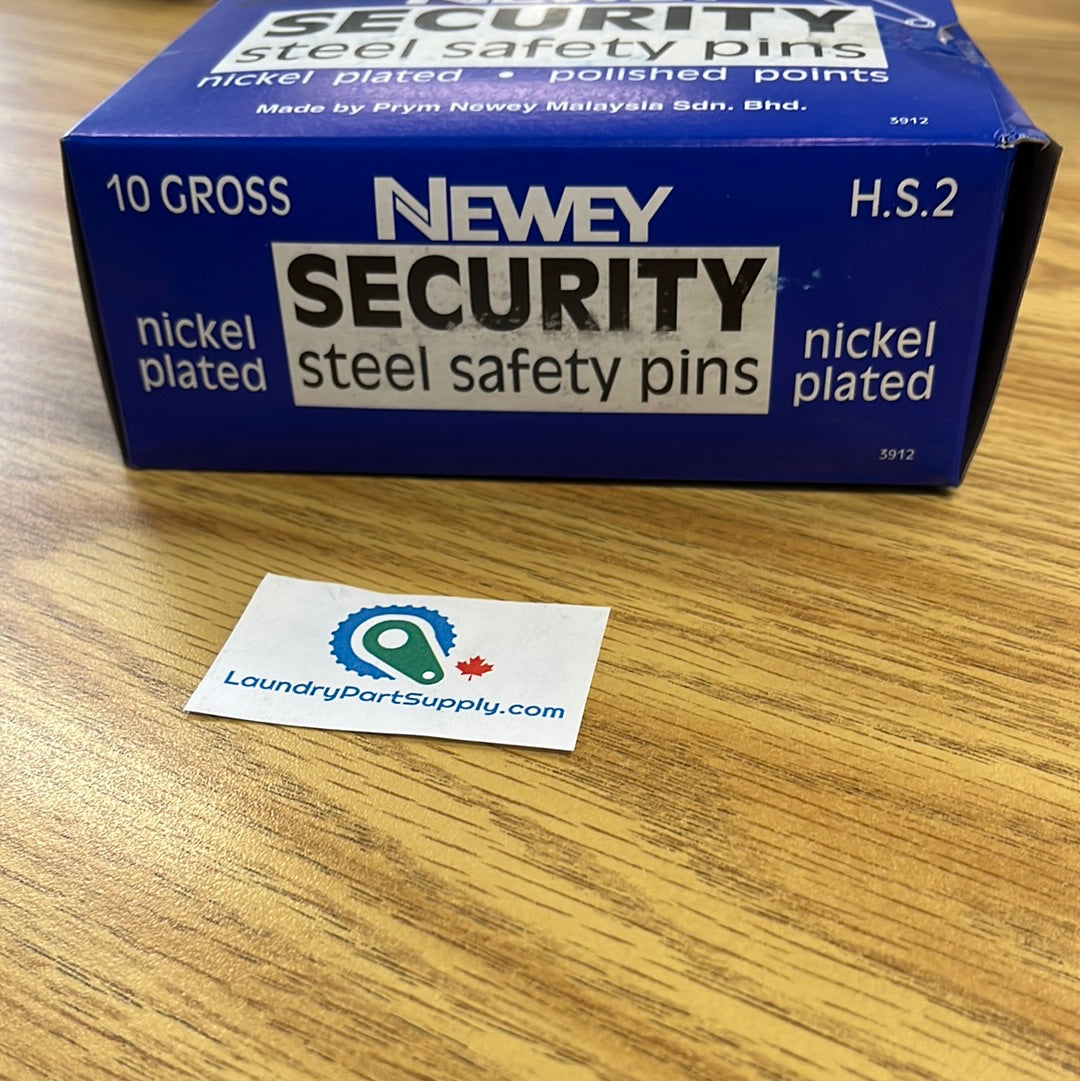 NEWEY
SECURITY
steel safety pins
nickel plated • polished points
Made by Prym Newey Malaysia Sdn. Bhd.
3912
10 GROSS
NEWEY
H.S.2
SECURITY
steel safety pins
nickel
plated
nickel
plated
3912
LaundryPartSupply.com